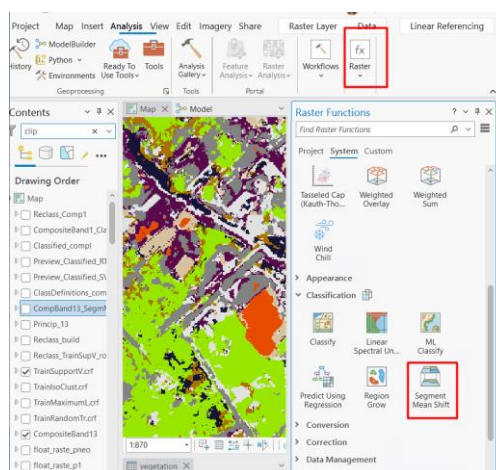 Project Map Insert Analysis View Edit Imagery Share Raster Layer Data Linear Referencing
History
ModelBuilder
Python
Environments
Ready To Use Tools
Tools
Analysis Gallery
Feature Analysis
Raster Analysis
Workflows
fx
Raster
Geoprocessing
Tools
Portal
Contents
clip
Drawing Order
Map
Reclass_Comp1
CompositeBand1_Cla
Classified_compl
Preview_Classified_R
Preview_Classified_S
ClassDefinitions_com
CompBand13_Segm
Princip_13
Reclass_build
Reclass_TrainSupV_ro
TrainSupportV.crf
TrainIsoClust.crf
TrainMaximumL.crf
TrainRandomTr.crf
CompositeBand13
float_raste_pneo
float_raste_p1
Map
Model
1:870
vegetation
Raster Functions
Find Raster Functions
Project System Custom
Tasseled Cap (Kauth-Tho...
Weighted Overlay
Weighted Sum
Wind Chill
Appearance
Classification
Classify
Linear Spectral Un...
ML Classify
Predict Using Regression
Region Grow
Segment Mean Shift
Conversion
Correction
Data Management